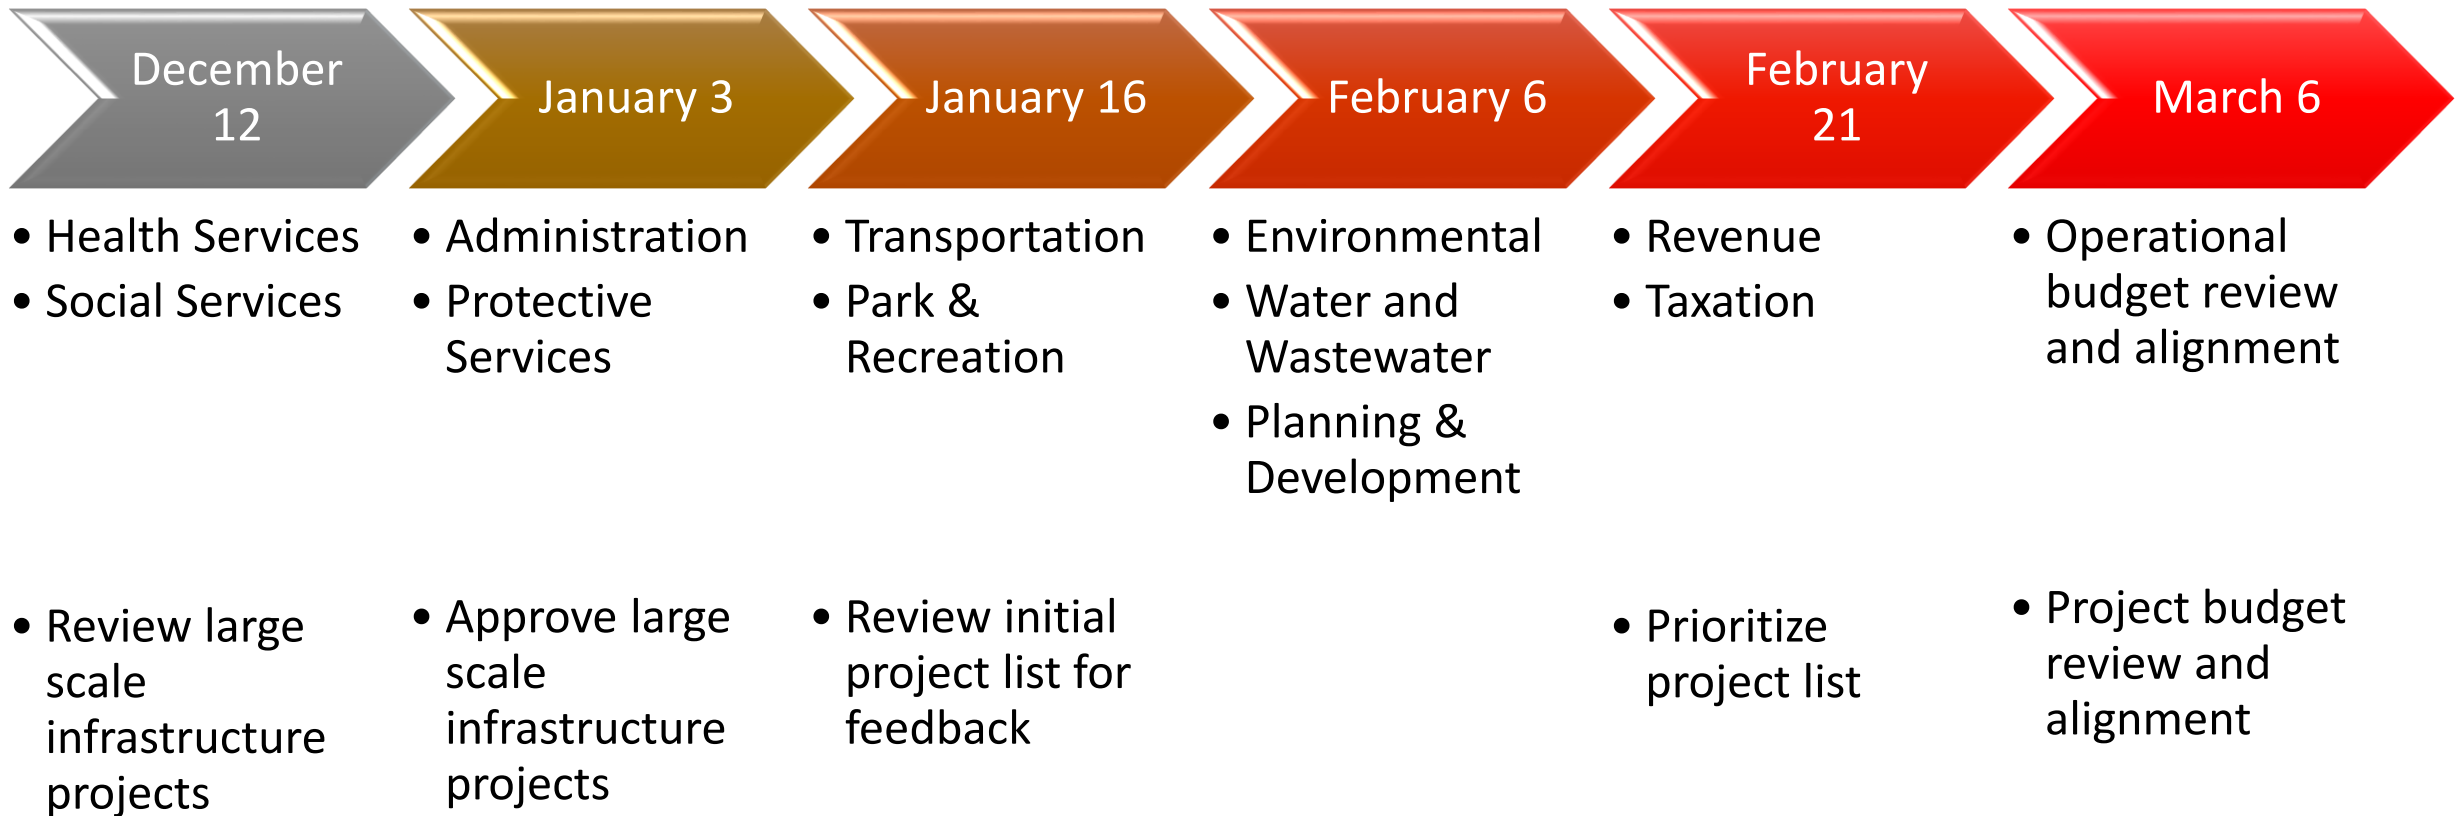 December
12
January 3
January 16
February 6
February
21
March 6
• Health Services
• Social Services
• Administration
• Protective
Services
• Transportation
• Park &
Recreation
• Environmental
• Water and
Wastewater
• Planning &
Development
• Revenue
• Taxation
• Operational
budget review
and alignment
• Review large
scale
infrastructure
projects
• Approve large
scale
infrastructure
projects
• Review initial
project list for
feedback
• Prioritize
project list
• Project budget
review and
alignment